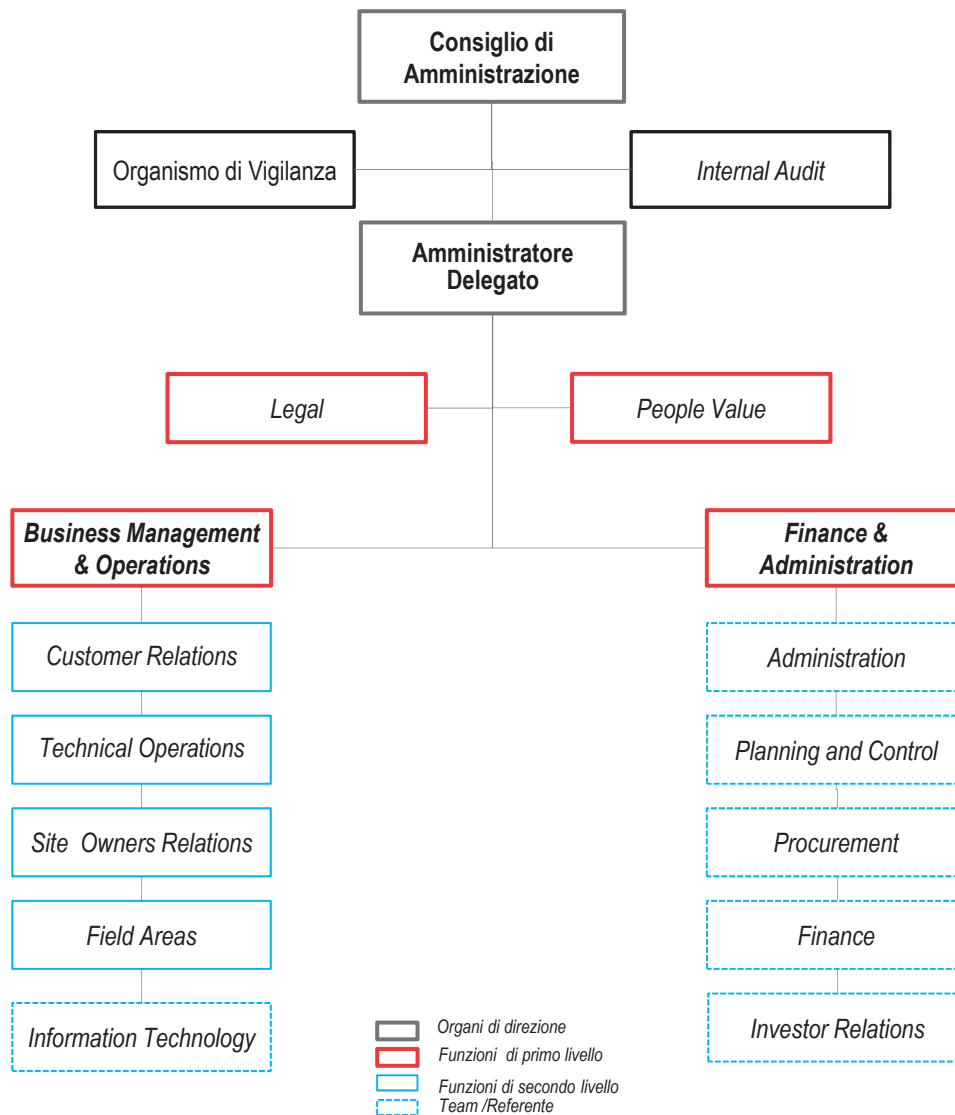 Consiglio di
Amministrazione
Organismo di Vigilanza
Internal Audit
Amministratore
Delegato
Legal
People Value
Business Management
& Operations
Finance &
Administration
Customer Relations
Administration
Technical Operations
Planning and Control
Site Owners Relations
Procurement
Field Areas
Finance
Information Technology
Investor Relations
Organi di direzione
Funzioni di primo livello
Funzioni di secondo livello
Team /Referente